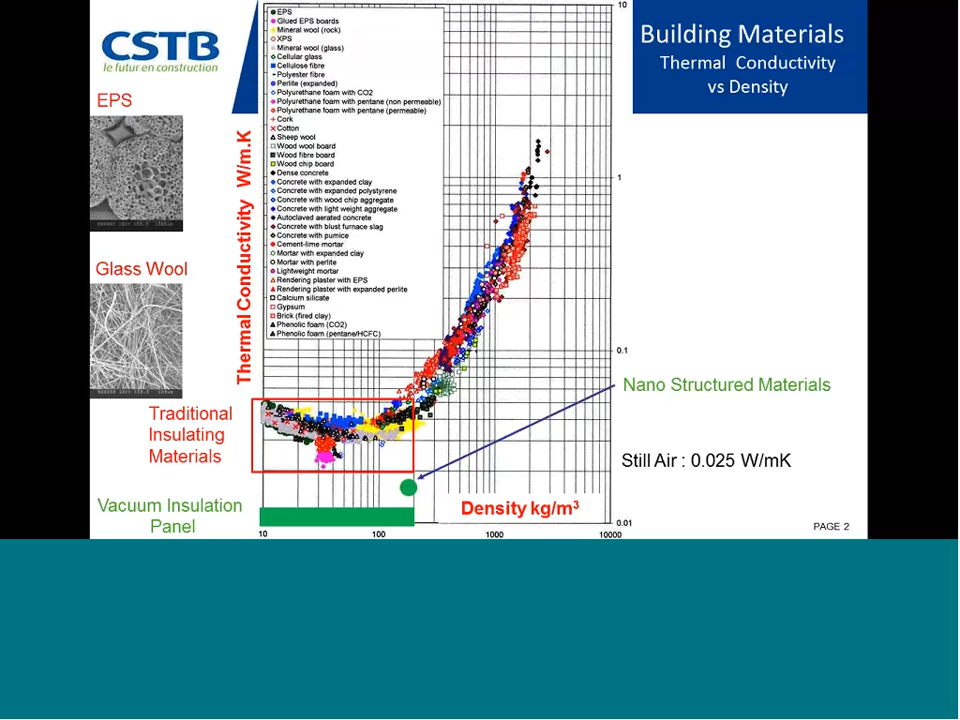 CSTB
le futur en construction
Building Materials
Thermal Conductivity
vs Density
EPS
Glass Wool
Traditional
Insulating
Materials
Vacuum Insulation
Panel
Thermal Conductivity W/m.K
EPS
Glued EPS boards
Mineral wool (rock)
XPS
Mineral wool (glass)
Cellular glass
Cellulose fibre
Polyester fibre
Perlite (expanded)
Polyurethane foam with CO2
Polyurethane foam with pentane (non permeable)
Polyurethane foam with pentane (permeable)
Cork
Cotton
Sheep wool
Wood wool board
Wood fibre board
Wood chip board
Dense concrete
Concrete with expanded clay
Concrete with expanded polystyrene
Concrete with wood chip aggregate
Concrete with light weight aggregate
Autoclaved aerated concrete
Concrete with blust furnace slag
Concrete with pumice
Cement-lime mortar
Mortar with expanded clay
Mortar with perlite
Lightweight mortar
Rendering plaster with EPS
Rendering plaster with expanded perlite
Calcium silicate
Gypsum
Brick (fired clay)
Phenolic foam (CO2)
Phenolic foam (pentane/HCFC)
10
1
0.1
0.01
Nano Structured Materials
Still Air : 0.025 W/mK
Density kg/m³
10
100
1000
10000
PAGE 2